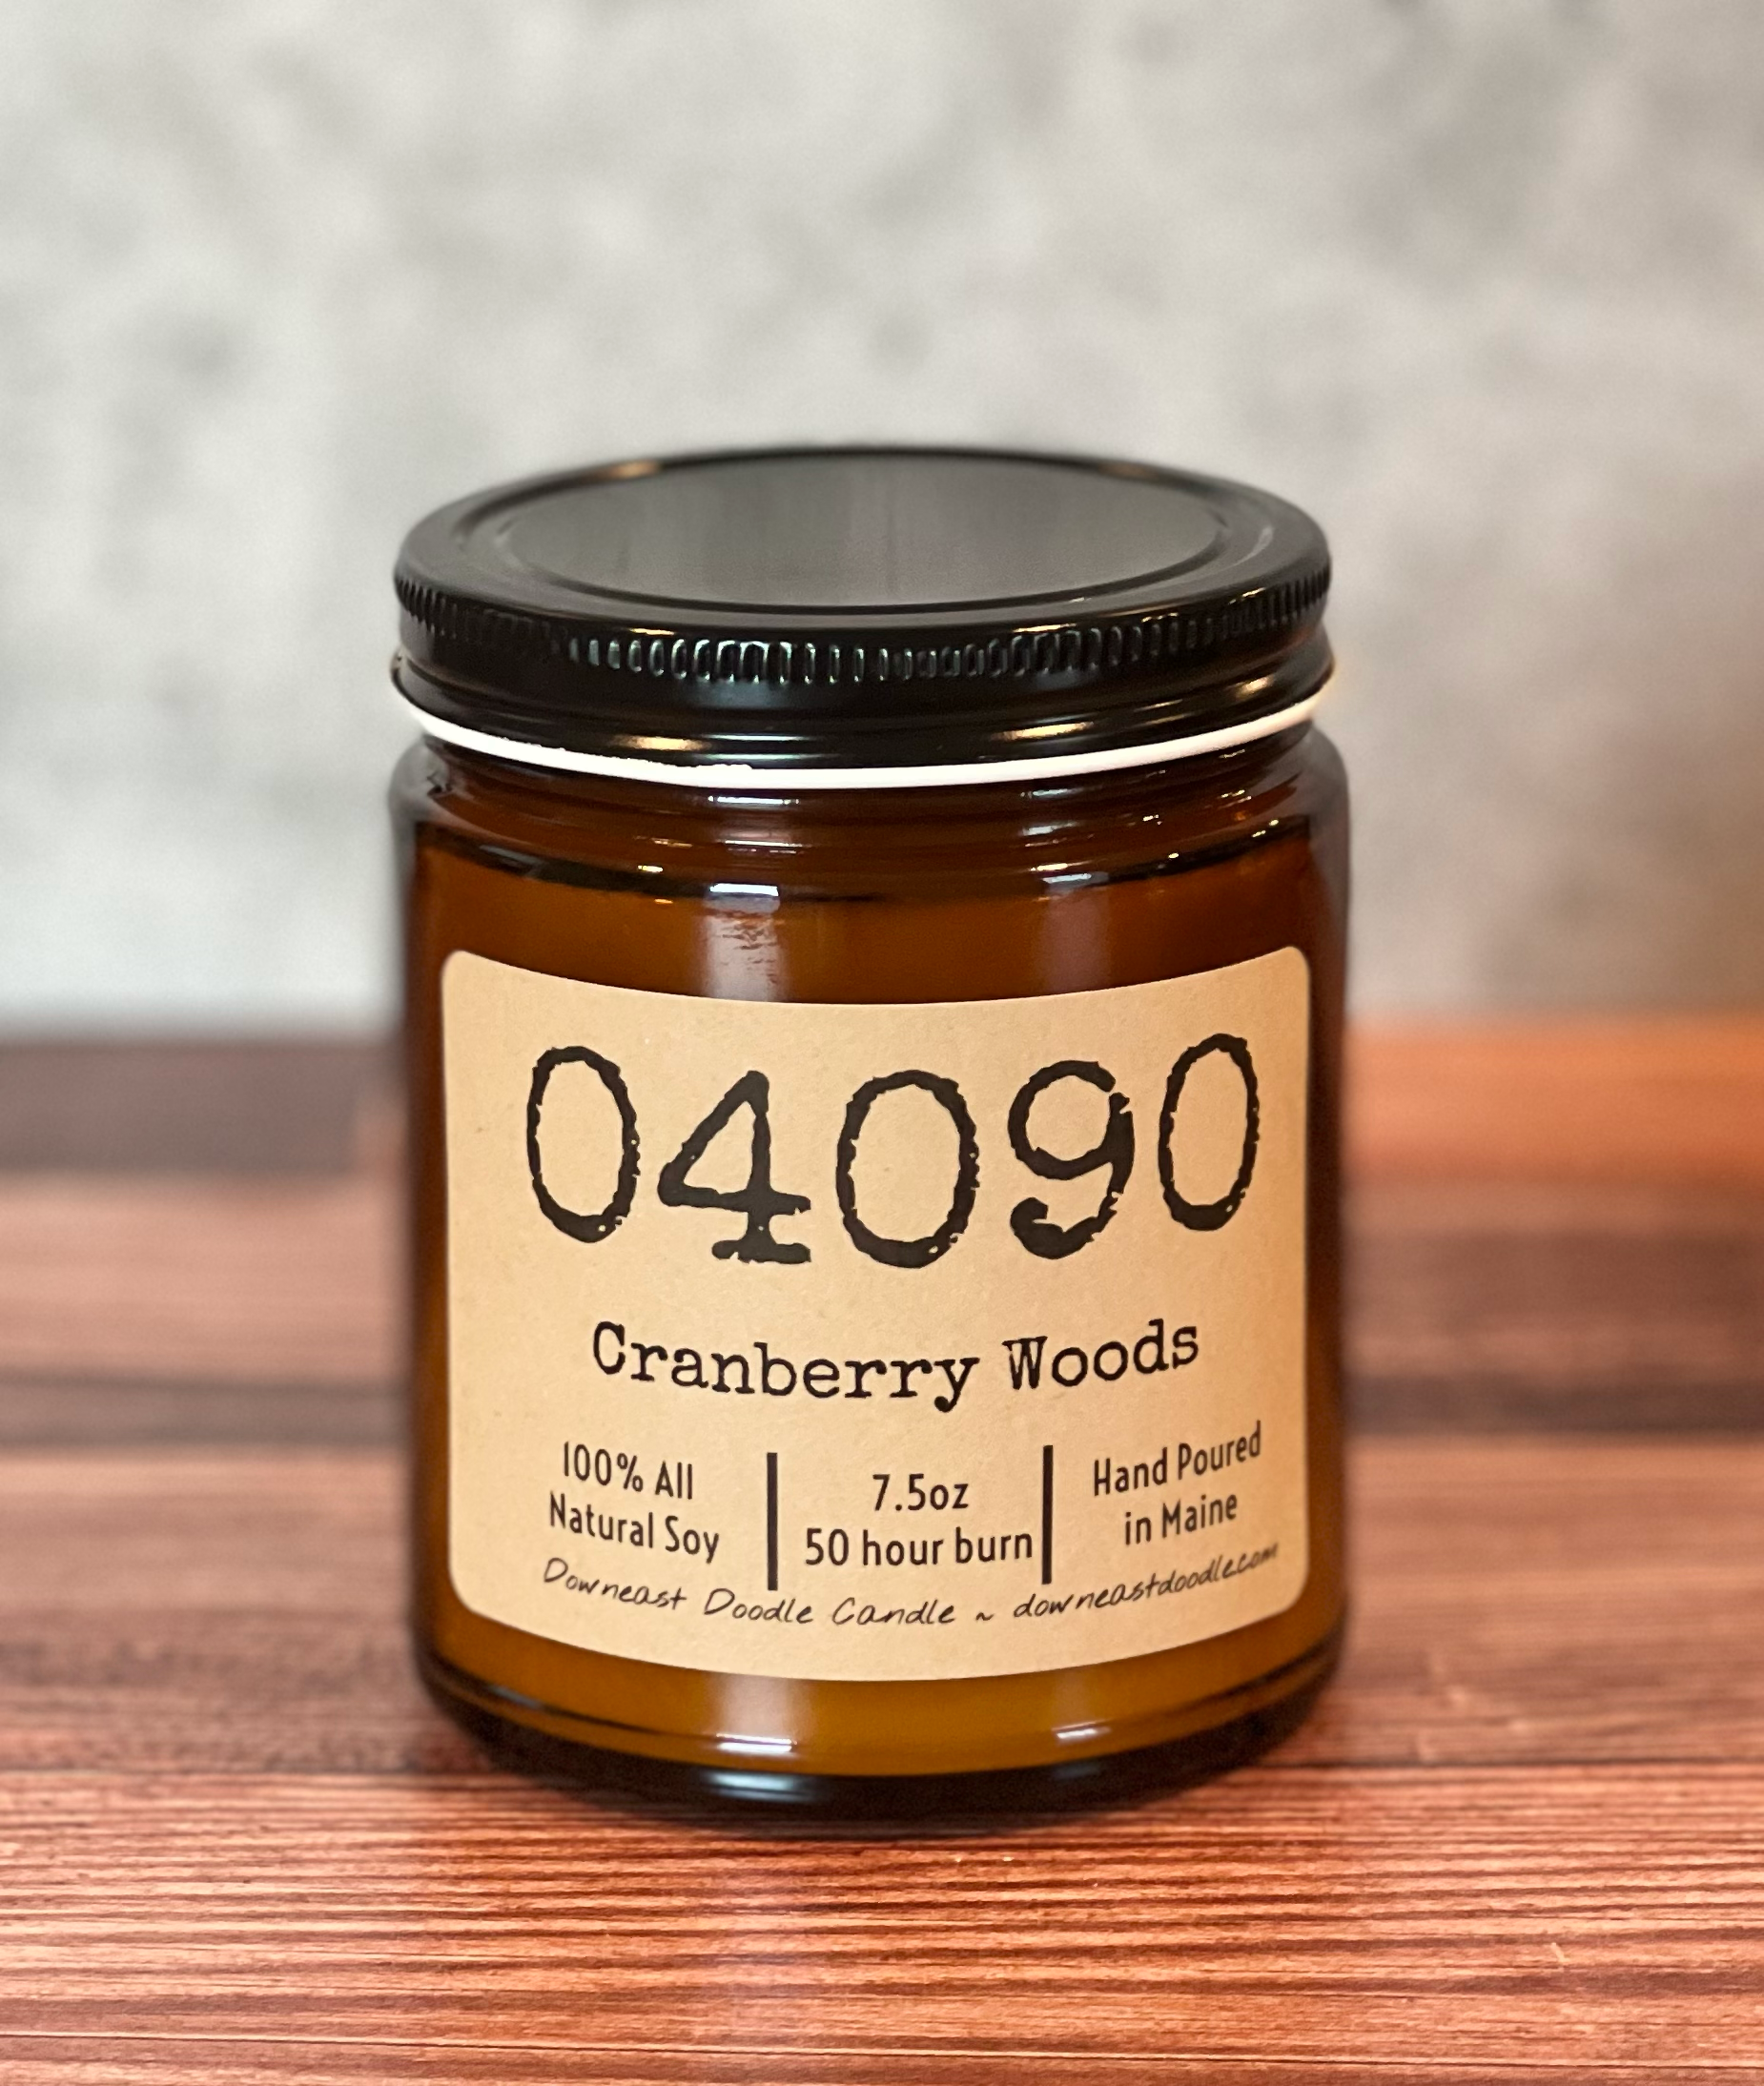 04090
Cranberry Woods
100% All
Natural Soy
7.5oz
50 hour burn
Hand Poured
in Maine
Downeast Doodle Candle ~ downeastdoodle.com